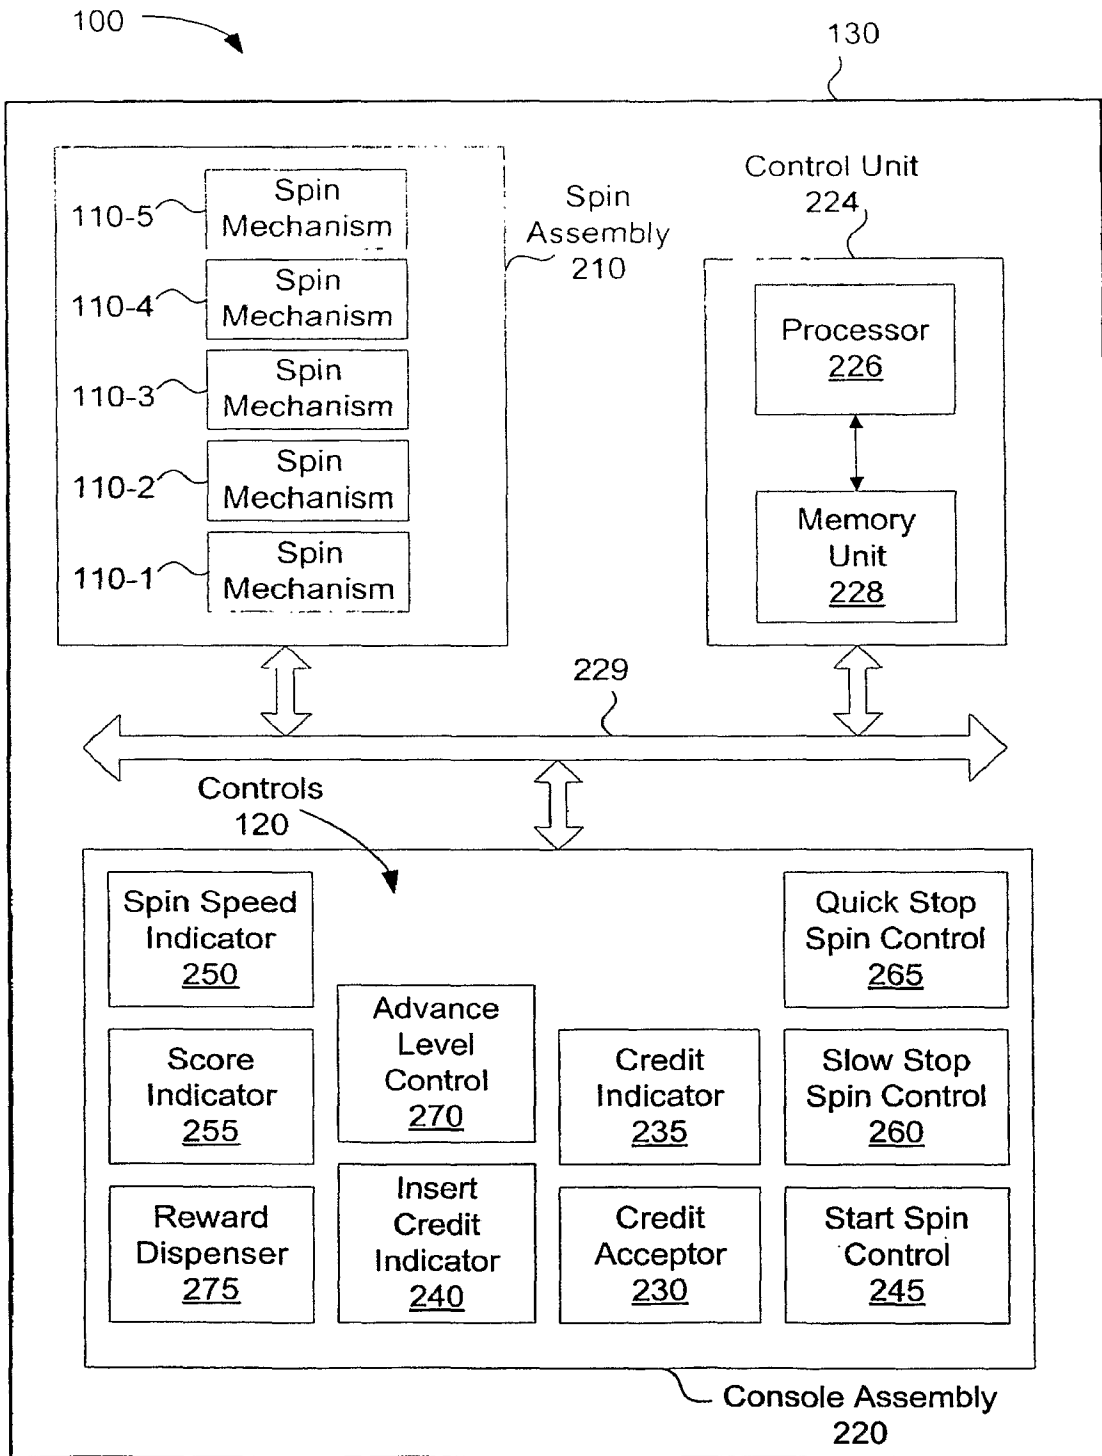 100
130
110-5
Spin
Mechanism
110-4
Spin
Mechanism
110-3
Spin
Mechanism
110-2
Spin
Mechanism
110-1
Spin
Mechanism
Spin
Assembly
210
Control Unit
224
Processor
226
Memory
Unit
228
229
Controls
120
Spin Speed
Indicator
250
Score
Indicator
255
Reward
Dispenser
275
Advance
Level
Control
270
Insert
Credit
Indicator
240
Credit
Indicator
235
Credit
Acceptor
230
Quick Stop
Spin Control
265
Slow Stop
Spin Control
260
Start Spin
Control
245
Console Assembly
220